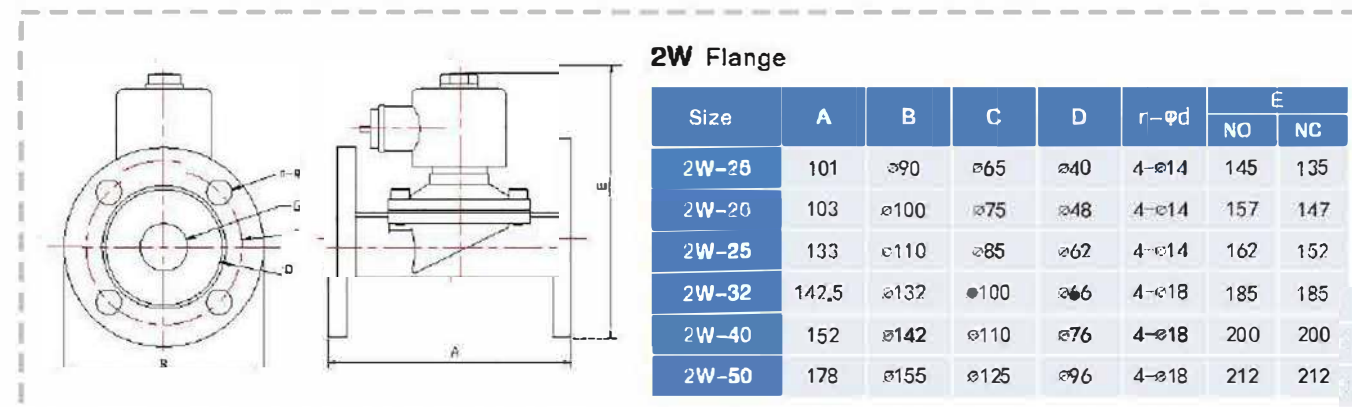 2W Flange
Size A B C D n-φd E
NO NC
2W-26 101 ø90 ø65 ø40 4-ø14 145 135
2W-20 103 ø100 ø75 ø48 4-ø14 157 147
2W-25 133 ø110 ø85 ø62 4-ø14 162 152
2W-32 142.5 ø132 ø100 ø66 4-ø18 185 185
2W-40 152 ø142 ø110 ø76 4-ø18 200 200
2W-50 178 ø155 ø125 ø96 4-ø18 212 212
D
B
E
A